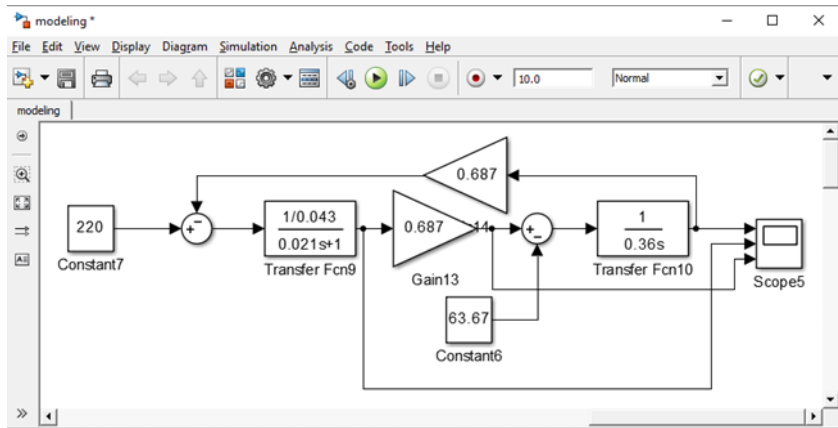 modeling *
File Edit View Display Diagram Simulation Analysis Code Tools Help
10.0 Normal
modeling
0.687
220
Constant7
1/0.043
0.021s+1
Transfer Fcn9
0.687
14
Gain13
1
0.36s
Transfer Fcn10
Scope5
63.67
Constant6